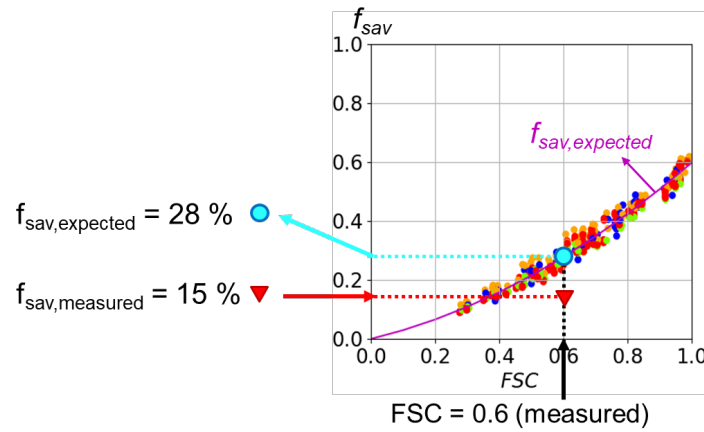 f_sav
1.0
0.8
f_sav,expected
0.6
f_sav,expected = 28 %
0.4
f_sav,measured = 15 %
0.2
0.0
0.0 0.2 0.4 0.6 0.8 1.0
FSC
FSC = 0.6 (measured)